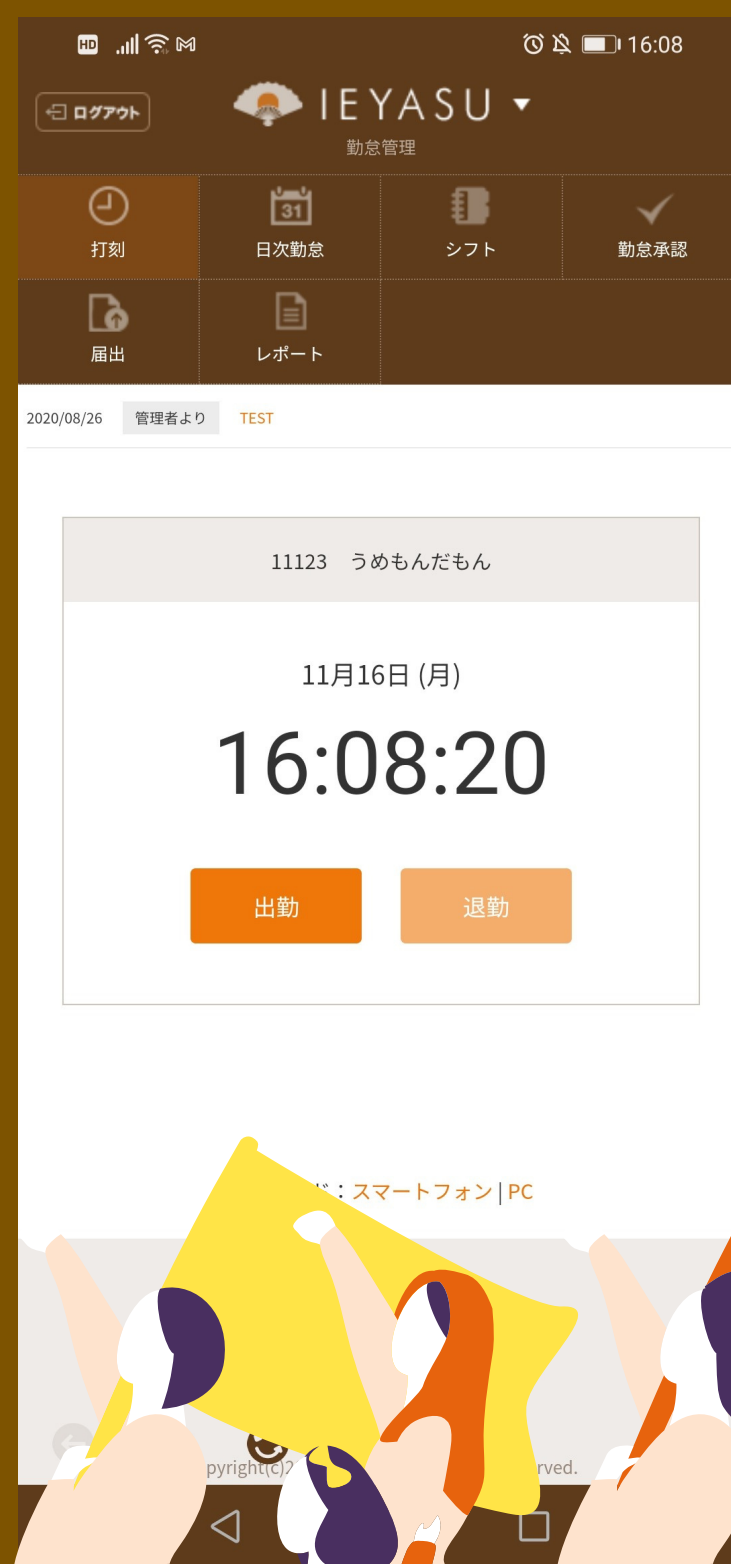 HD 16:08
ログアウト
IEYASU
勤怠管理
31
打刻 日次勤怠 シフト 勤怠承認
届出 レポート
2020/08/26 管理者より TEST
11123 うめもんだもん
11月16日 (月)
16:08:20
出勤 退勤
：スマートフォン | PC
pyright(c)2
rved.